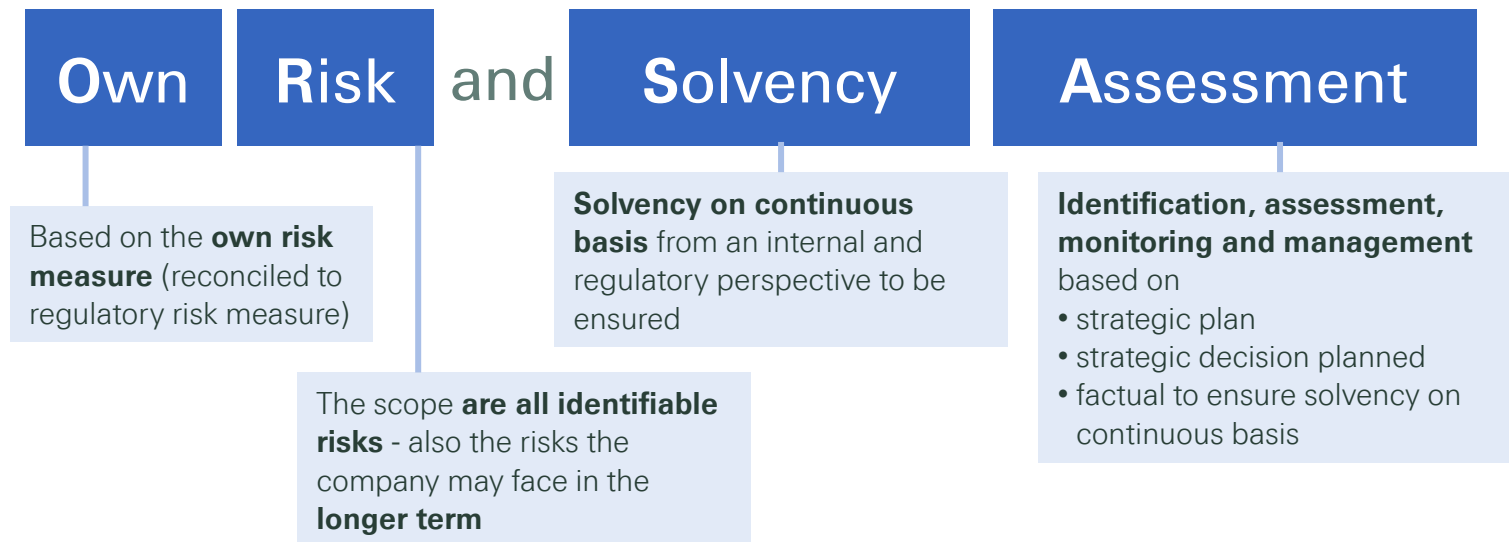 Own Risk and Solvency Assessment
Based on the own risk
measure (reconciled to
regulatory risk measure)
The scope are all identifiable
risks - also the risks the
company may face in the
longer term
Solvency on continuous
basis from an internal and
regulatory perspective to be
ensured
Identification, assessment,
monitoring and management
based on
• strategic plan
• strategic decision planned
• factual to ensure solvency on
continuous basis